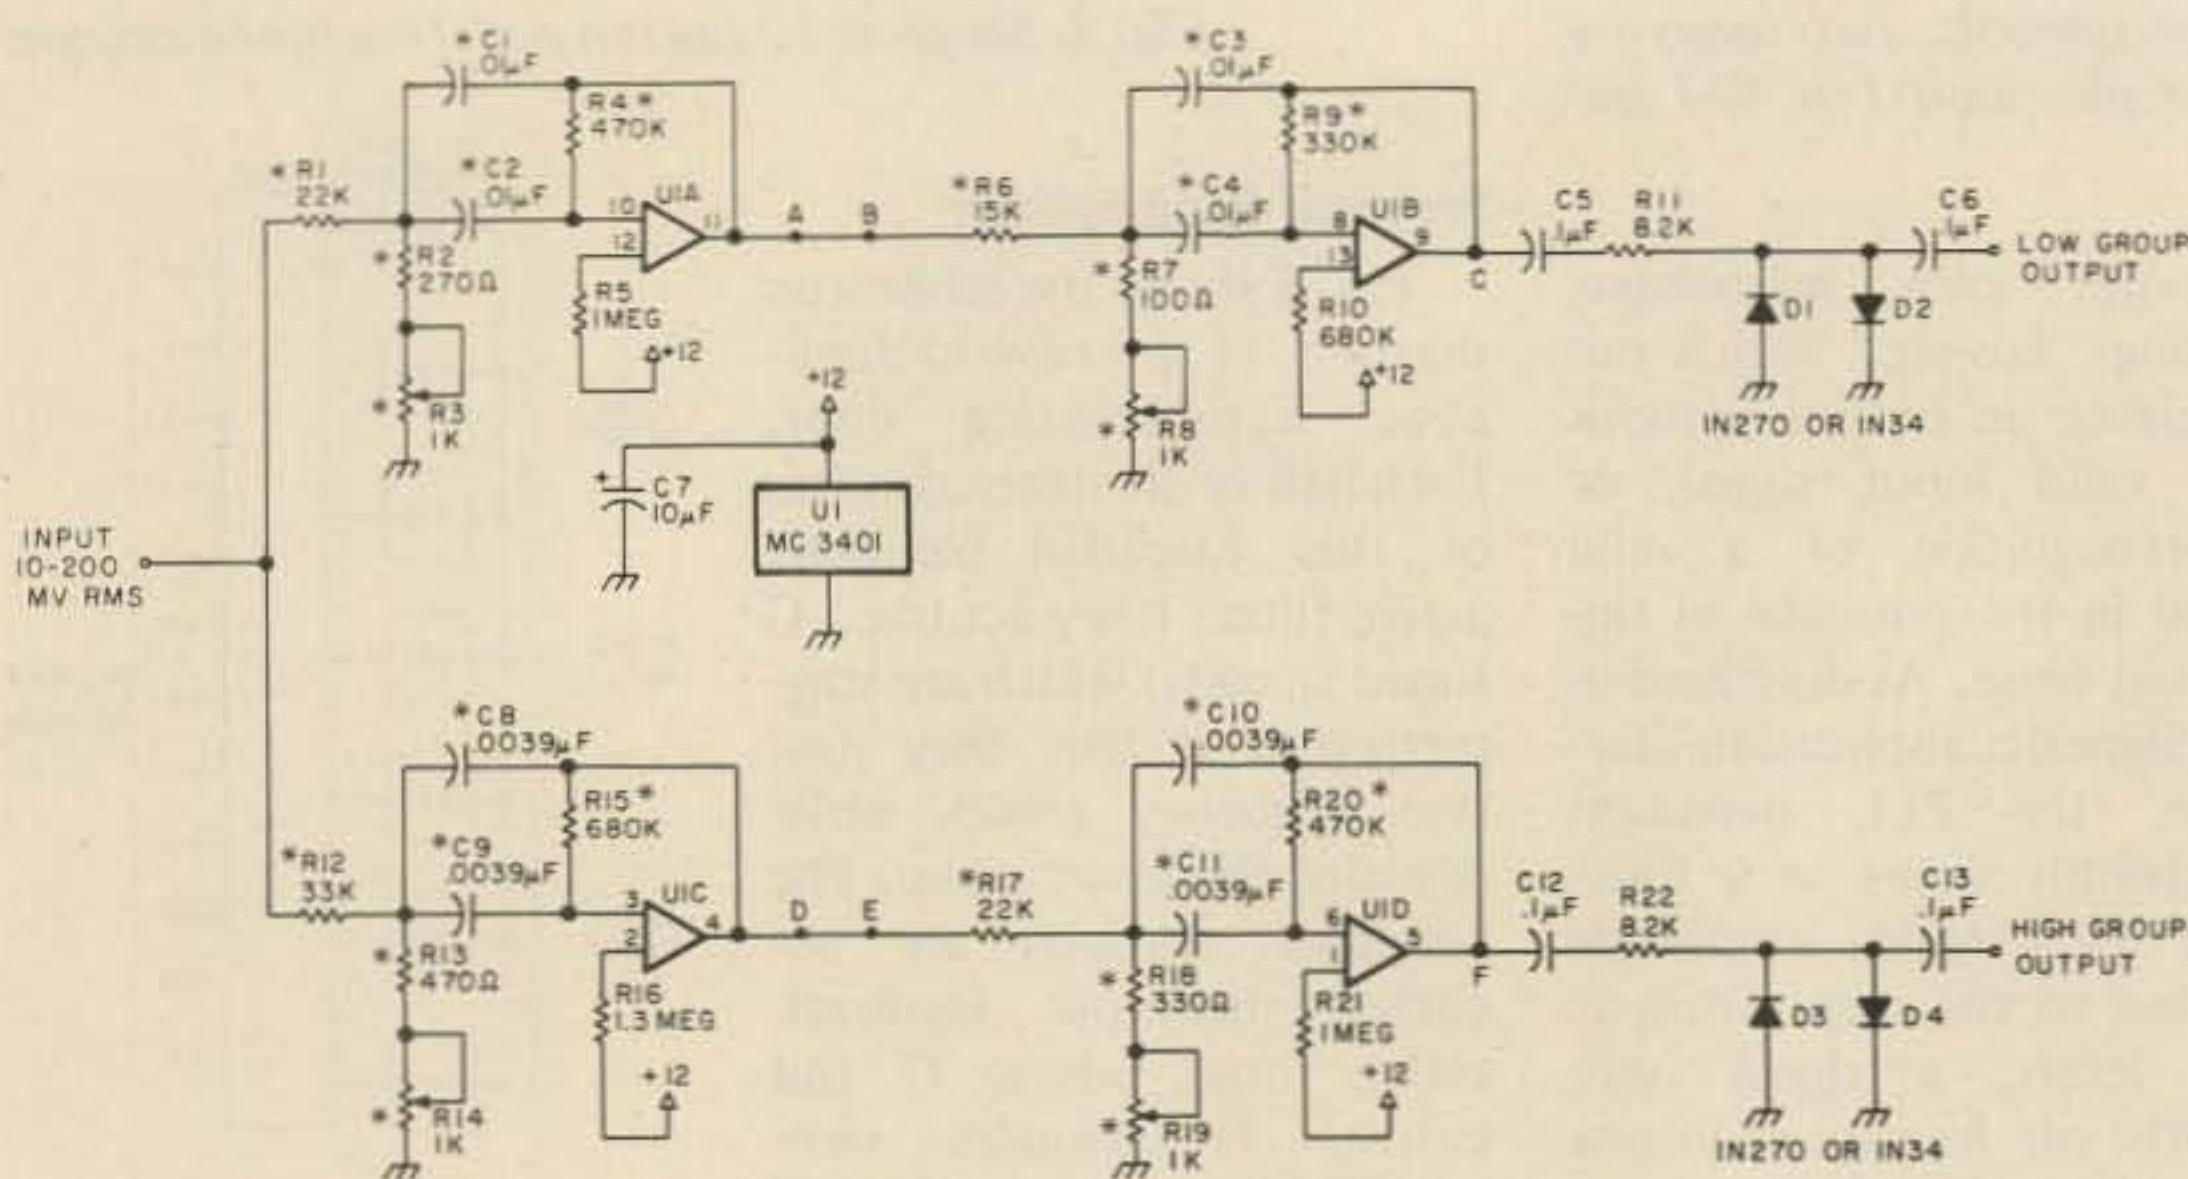 * C1
.01µF
R4 *
470K
* R1
22K
* C2
.01µF
10
U1A
11
12
* R2
270Ω
R5
1MEG
+12
* R3
1K
A
B
* R6
15K
* C3
.01µF
R9 *
330K
* C4
.01µF
8
U1B
9
13
C
* R7
100Ω
R10
680K
+12
* R8
1K
C5
.1µF
R11
8.2K
C6
.1µF
LOW GROUP
OUTPUT
D1
D2
IN270 OR IN34
+12
+
C7
10µF
U1
MC 3401
INPUT
10-200
MV RMS
* C8
.0039µF
R15 *
680K
* R12
33K
* C9
.0039µF
3
U1C
4
2
* R13
470Ω
R16
1.3 MEG
+12
* R14
1K
D
E
* R17
22K
* C10
.0039µF
R20 *
470K
* C11
.0039µF
6
U1D
5
1
F
* R18
330Ω
R21
1MEG
+12
* R19
1K
C12
.1µF
R22
8.2K
C13
.1µF
HIGH GROUP
OUTPUT
D3
D4
IN270 OR IN34